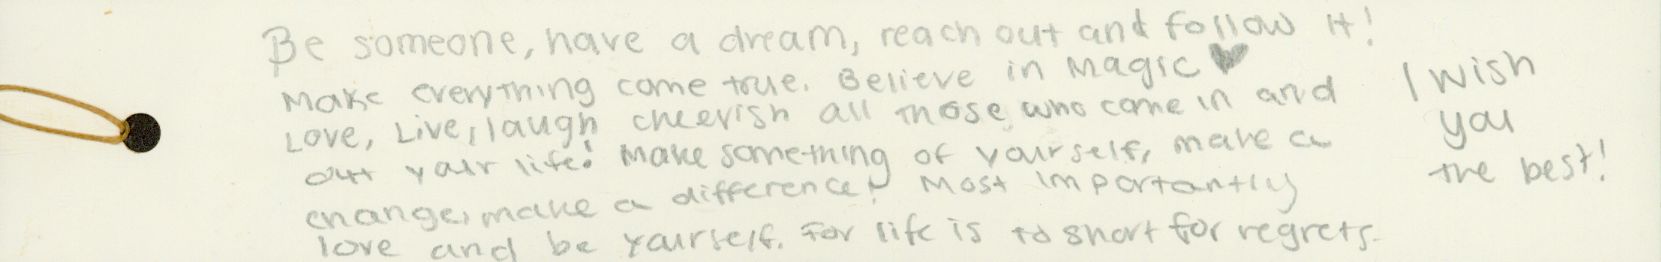 Be someone, have a dream, reach out and follow it!
Make everything come true. Believe in Magic ♥
Love, Live, laugh cheerish all those who come in and
out your life! Make something of yourself, make a
change, make a difference! Most Importantly
love and be yourself. For life is to short for regrets.
I wish
you
the best!